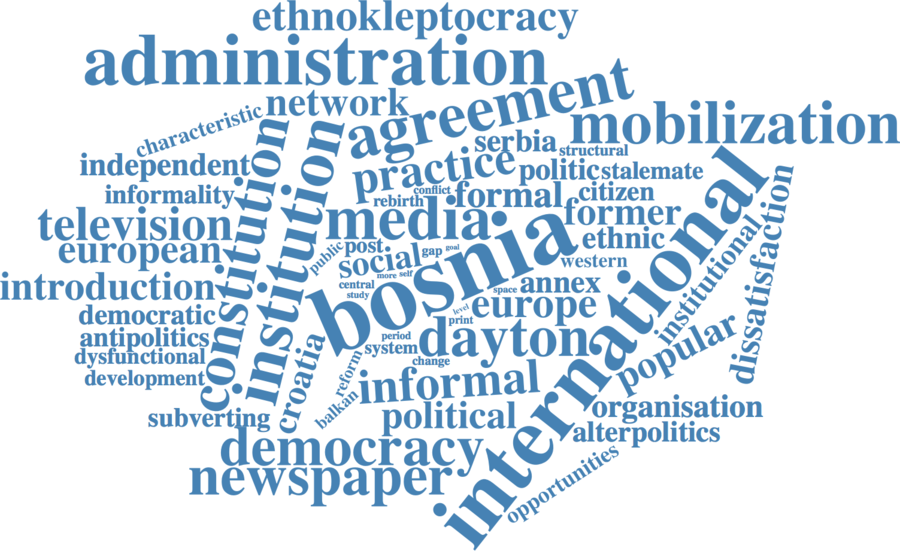 ethnokleptocracy
administration
network
agreement
characteristic
mobilization
serbia
structural
independent
practice
politic
stalemate
conflict
informality
rebirth
formal
citizen
constitution
institution
television
media
former
european
public
post
social
gap
goal
ethnic
bosnia
western
international
institutional
dissatisfaction
introduction
central
more
self
study
space
annex
europe
level
print
democratic
antipolitics
dysfunctional
development
period
system
dayton
change
croatia
reform
balkan
informal
popular
subverting
political
organisation
alterpolitics
democracy
newspaper
opportunities